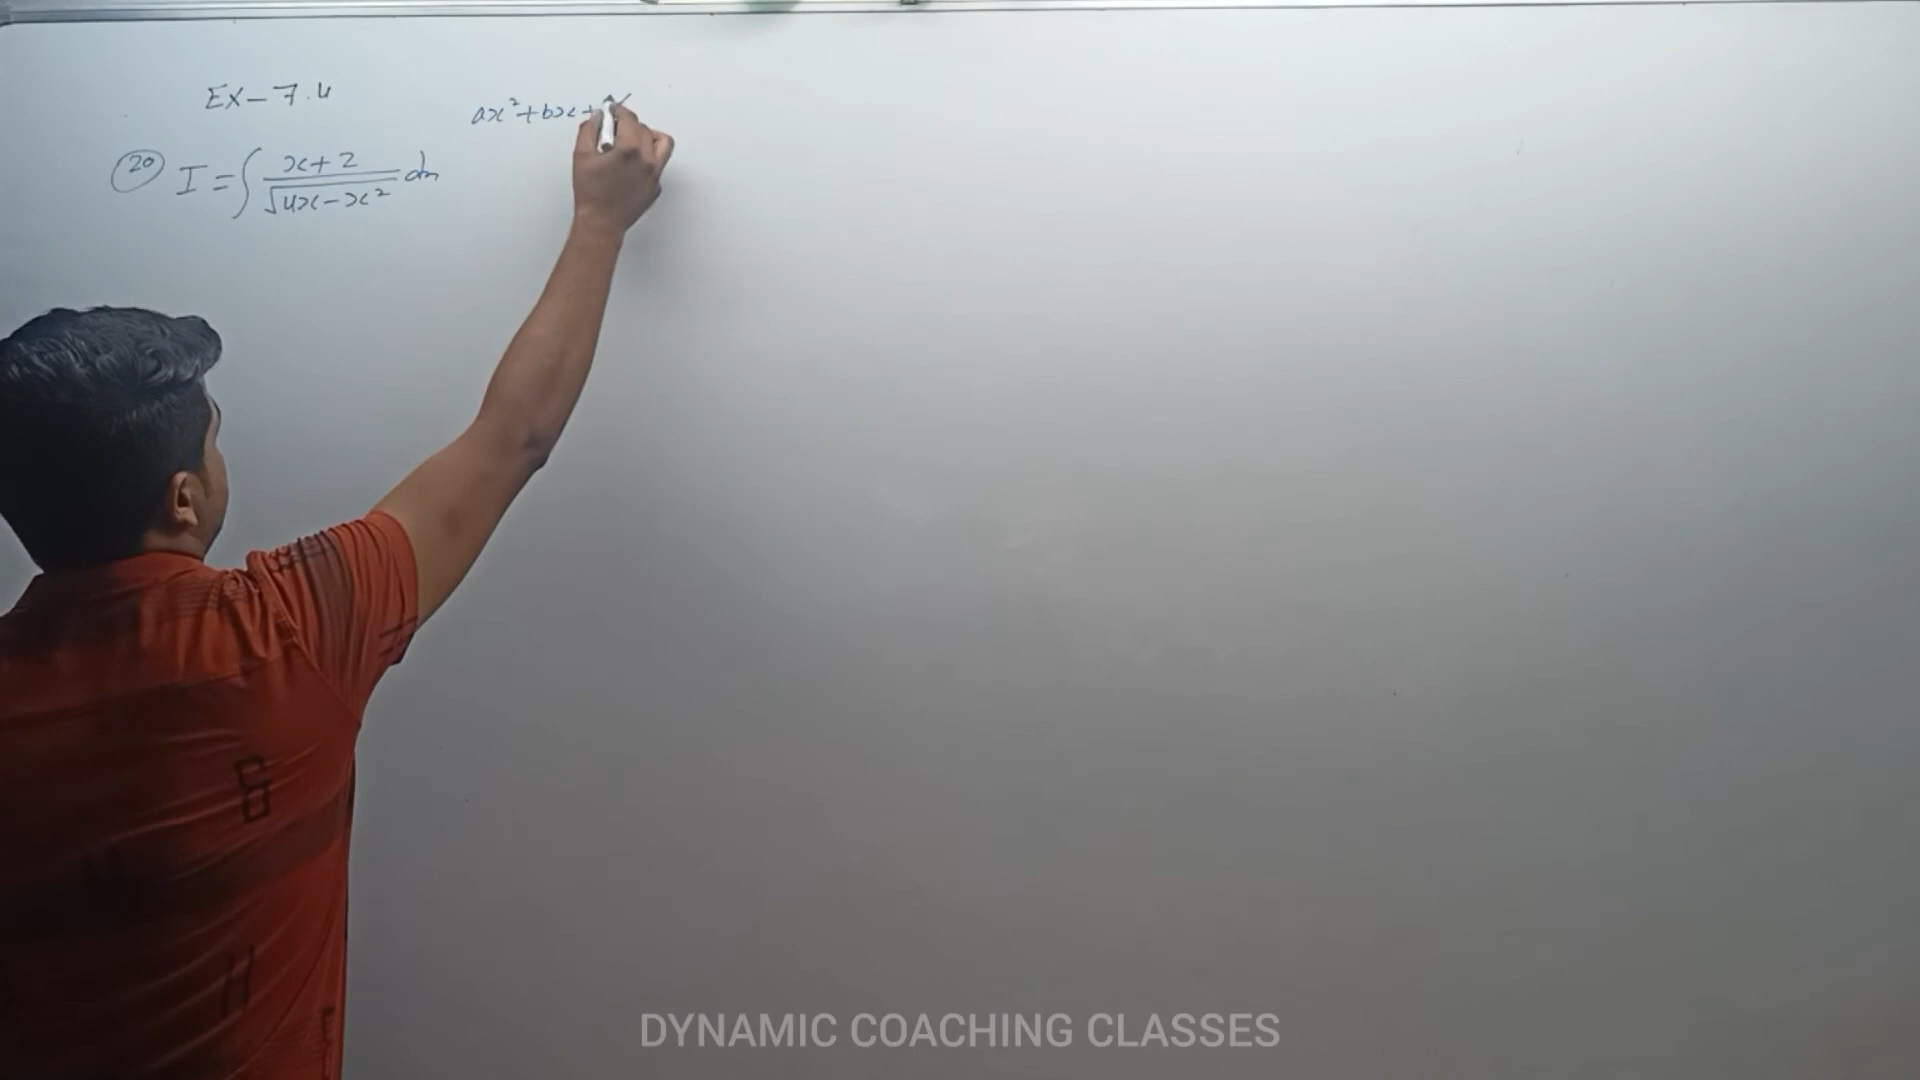 Ex-7.4
ax²+bx+
20 I = ∫ x+2 / √4x-x² dx
DYNAMIC COACHING CLASSES